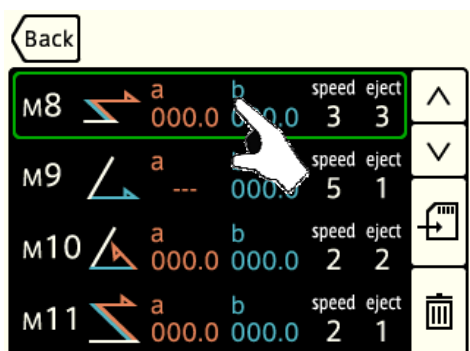 Back
M8 a 000.0 b 000.0 speed 3 eject 3
M9 a --- 000.0 speed 5 eject 1
M10 a 000.0 b 000.0 speed 2 eject 2
M11 a 000.0 b 000.0 speed 2 eject 1